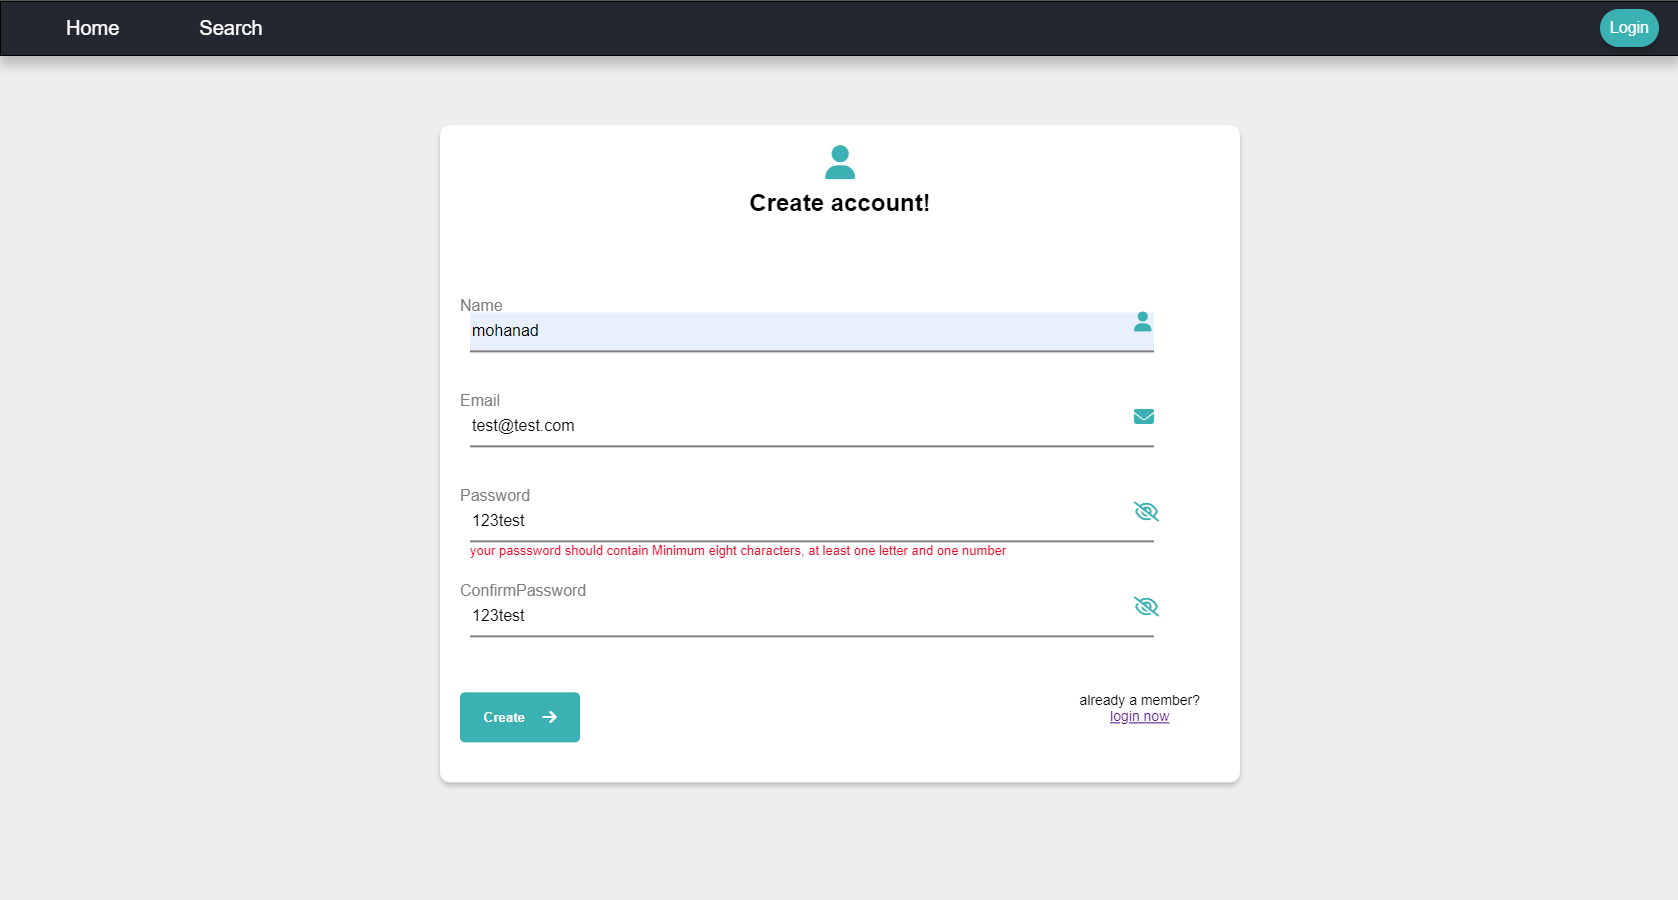 Home Search Login
Create account!
Name
mohanad
Email
test@test.com
Password
123test
your passsword should contain Minimum eight characters, at least one letter and one number
ConfirmPassword
123test
Create
already a member?
login now